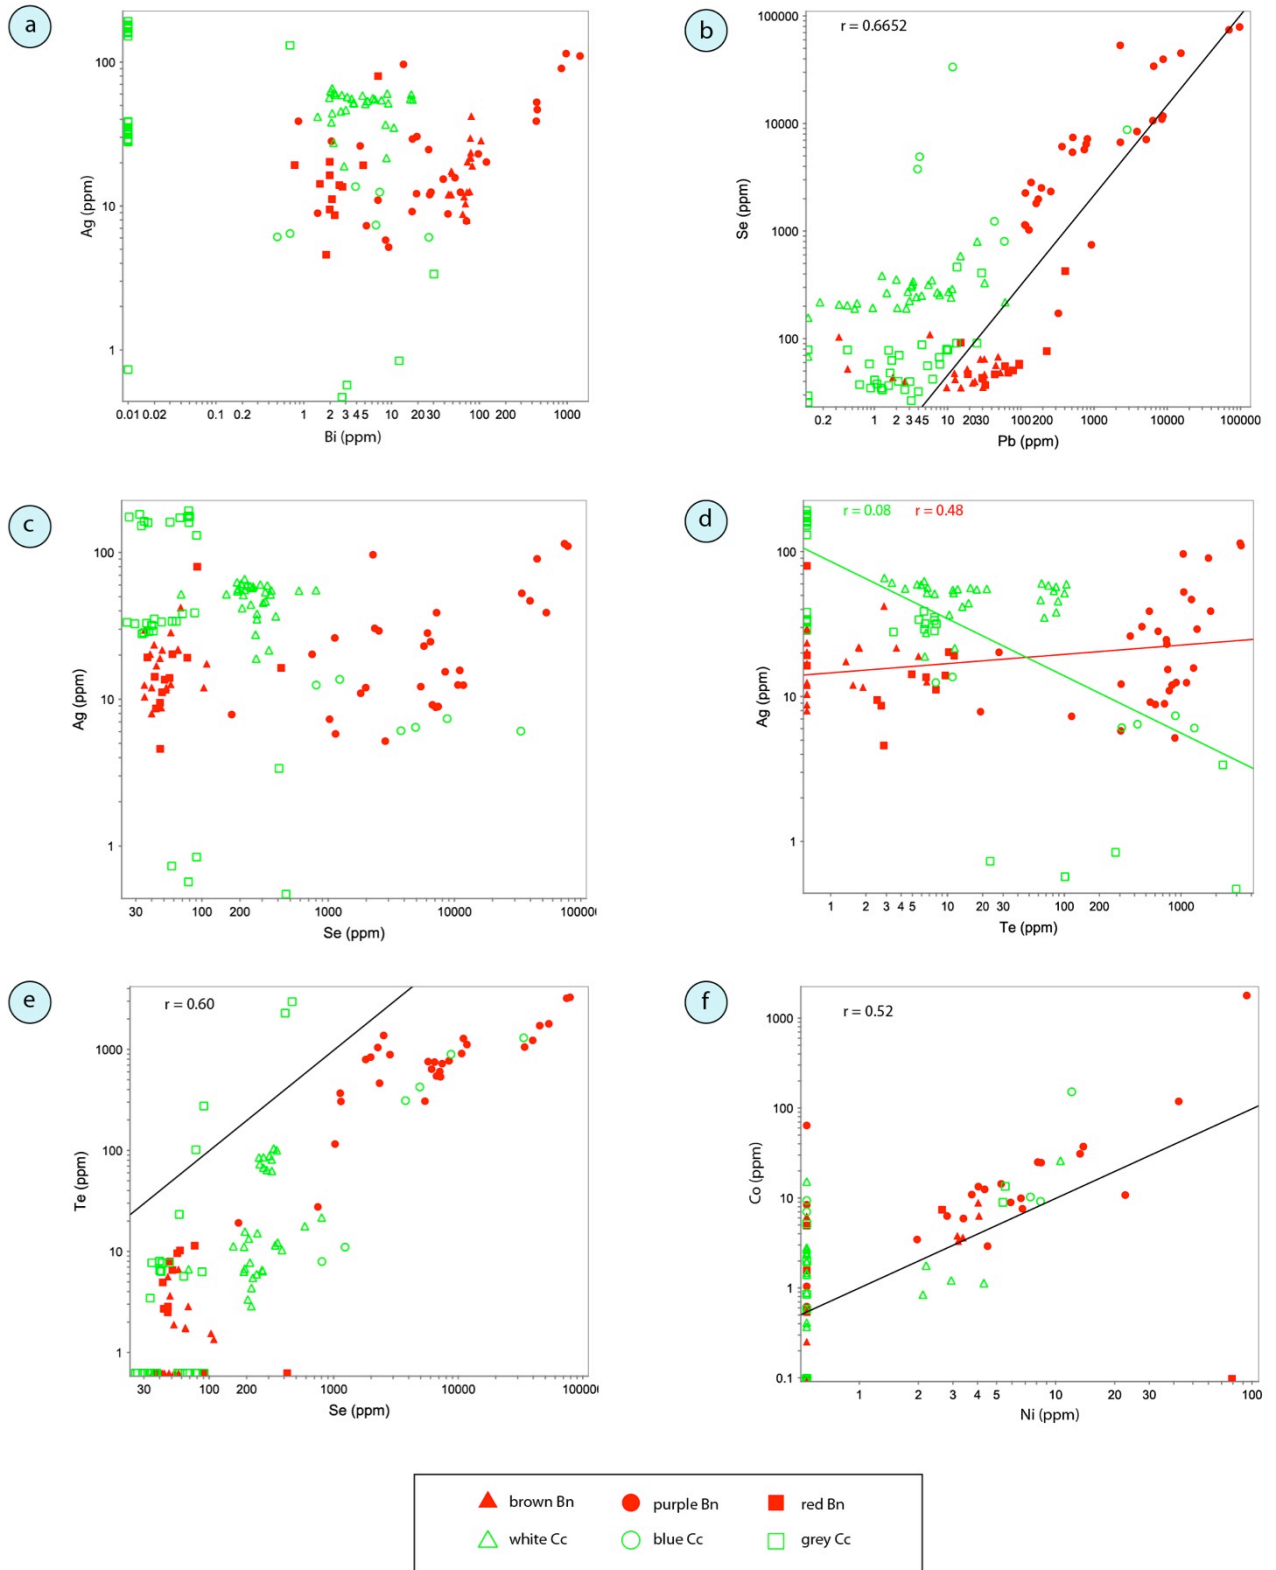 a
100
10
1
Ag (ppm)
0.01 0.02 0.1 0.2 1 2 3 4 5 10 20 30 100 200 1000
Bi (ppm)
b
r = 0.6652
100000
10000
1000
100
Se (ppm)
0.2 1 2 3 4 5 10 20 30 100 200 1000 10000 100000
Pb (ppm)
c
100
10
1
Ag (ppm)
30 100 200 1000 10000 100000
Se (ppm)
d
r = 0.08 r = 0.48
100
10
1
Ag (ppm)
1 2 3 4 5 10 20 30 100 200 1000
Te (ppm)
e
r = 0.60
1000
100
10
1
Te (ppm)
30 100 200 1000 10000 100000
Se (ppm)
f
r = 0.52
1000
100
10
1
0.1
Co (ppm)
1 2 3 4 5 10 20 30 100
Ni (ppm)
brown Bn purple Bn red Bn
white Cc blue Cc grey Cc